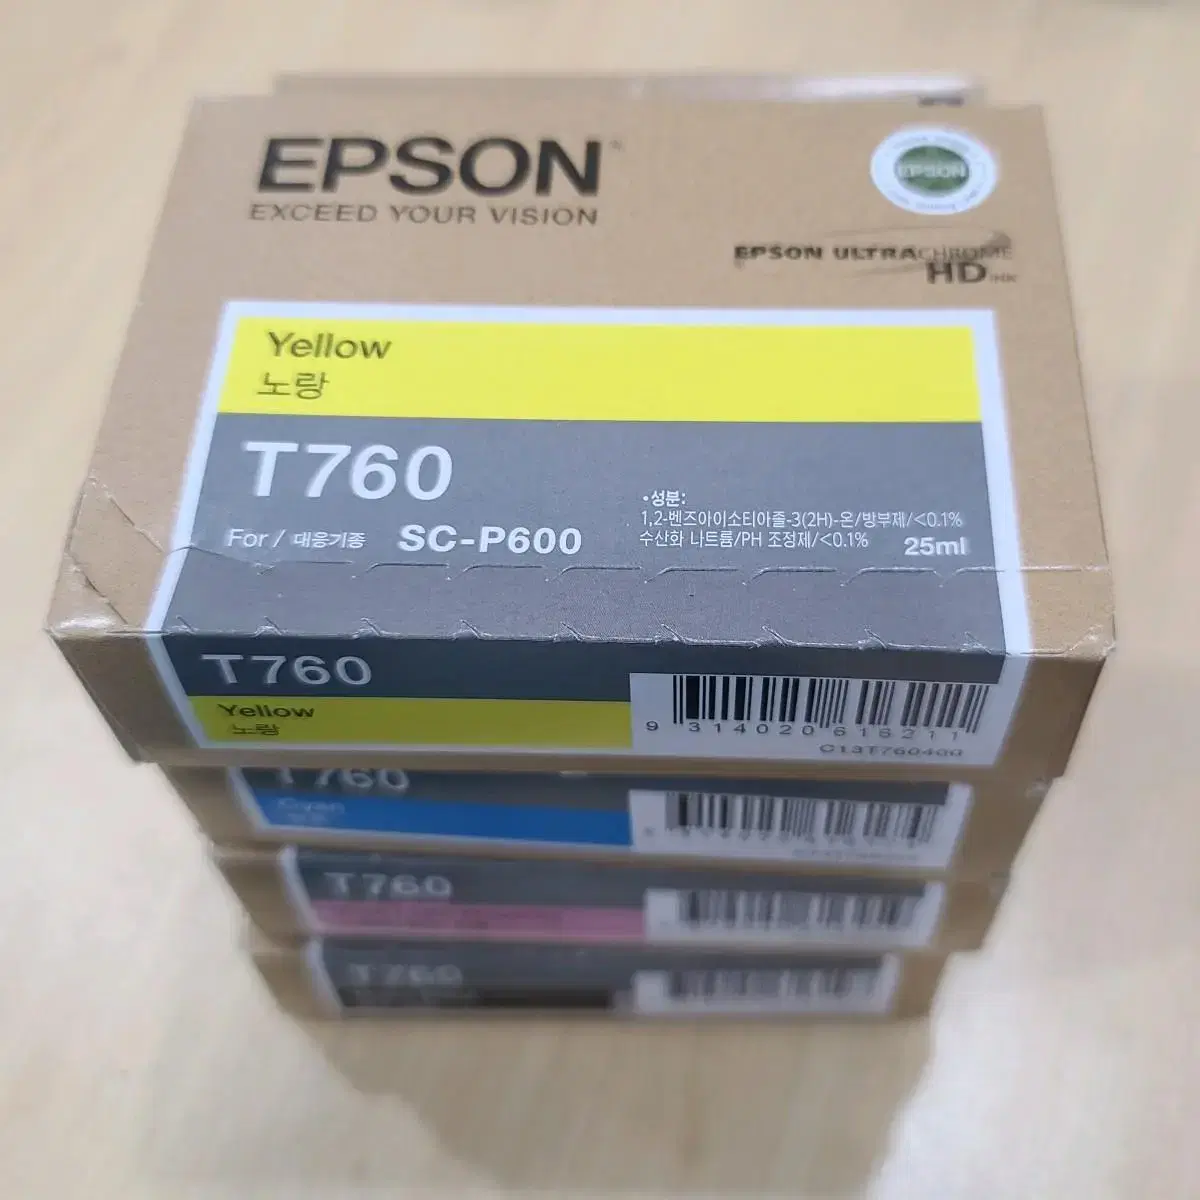 EPSON
EXCEED YOUR VISION
EPSON
EPSON ULTRACHROME
HD INK
Yellow
노랑
T760
For / 대응기종 SC-P600
•성분:
1,2-벤즈아이소티아졸-3(2H)-온/방부제/<0.1%
수산화 나트륨/PH 조정제/<0.1%
25ml
T760
Yellow
노랑
9 314020 618211
C13T760400
T760
Cyan
T760
T760